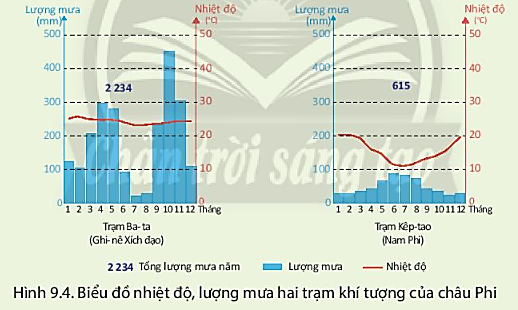 Lượng mưa (mm) Nhiệt độ (°C)
500 50
400 40
300 30
200 20
100 10
0 0
2 234
1 2 3 4 5 6 7 8 9 10 11 12 Tháng
Trạm Ba-ta
(Ghi-nê Xích đạo)
Lượng mưa (mm) Nhiệt độ (°C)
500 50
400 40
300 30
200 20
100 10
0 0
615
1 2 3 4 5 6 7 8 9 10 11 12 Tháng
Trạm Kêp-tao
(Nam Phi)
Chân trời sáng tạo
2 234 Tổng lượng mưa năm Lượng mưa Nhiệt độ
Hình 9.4. Biểu đồ nhiệt độ, lượng mưa hai trạm khí tượng của châu Phi